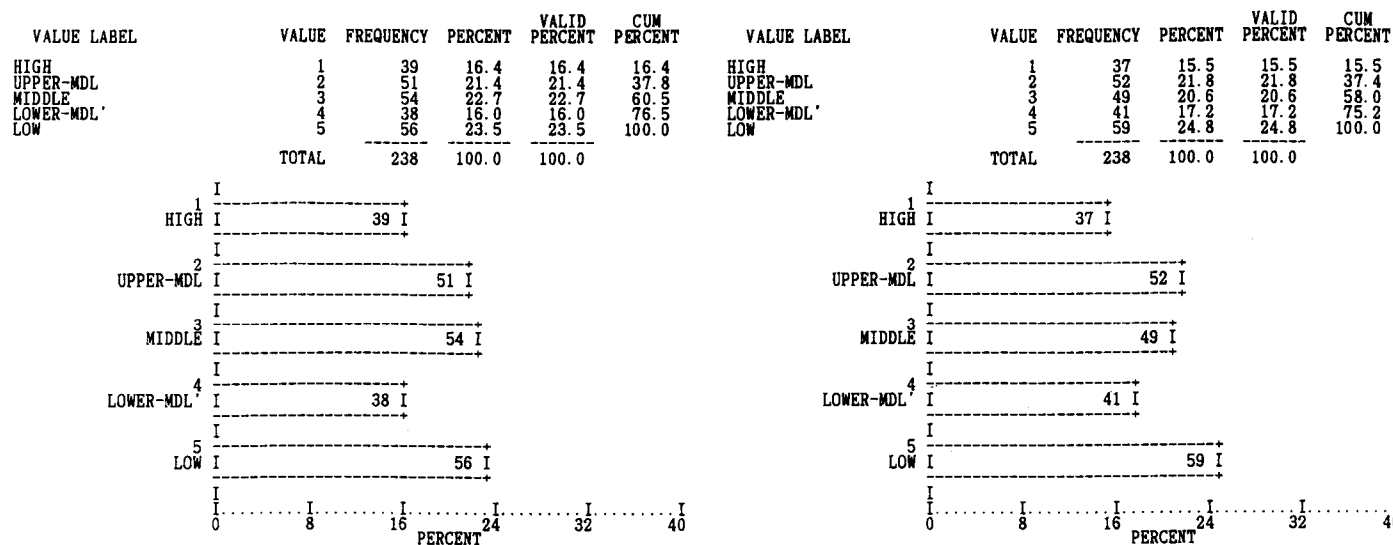 VALUE LABEL VALUE FREQUENCY PERCENT VALID PERCENT CUM PERCENT
HIGH 1 39 16.4 16.4 16.4
UPPER-MDL 2 51 21.4 21.4 37.8
MIDDLE 3 54 22.7 22.7 60.5
LOWER-MDL' 4 38 16.0 16.0 76.5
LOW 5 56 23.5 23.5 100.0
TOTAL 238 100.0 100.0
1
HIGH 39
2
UPPER-MDL 51
3
MIDDLE 54
4
LOWER-MDL' 38
5
LOW 56
0 8 16 24 32 40
PERCENT
VALUE LABEL VALUE FREQUENCY PERCENT VALID PERCENT CUM PERCENT
HIGH 1 37 15.5 15.5 15.5
UPPER-MDL 2 52 21.8 21.8 37.4
MIDDLE 3 49 20.6 20.6 58.0
LOWER-MDL' 4 41 17.2 17.2 75.2
LOW 5 59 24.8 24.8 100.0
TOTAL 238 100.0 100.0
1
HIGH 37
2
UPPER-MDL 52
3
MIDDLE 49
4
LOWER-MDL' 41
5
LOW 59
0 8 16 24 32 4
PERCENT